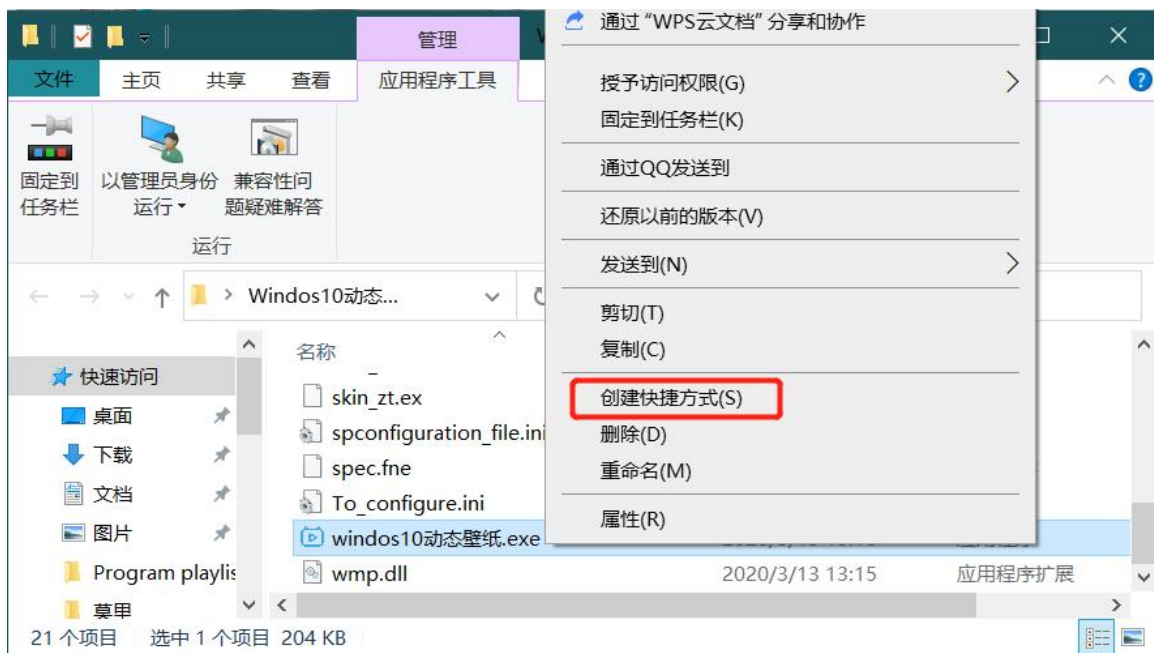 管理
文件
主页
共享
查看
应用程序工具
固定到
任务栏
以管理员身份
运行
兼容性问
题疑难解答
运行
Windos10动态...
名称
快速访问
桌面
下载
文档
图片
Program playlis
莫甲
skin_zt.ex
spconfiguration_file.ini
spec.fne
To_configure.ini
windos10动态壁纸.exe
wmp.dll
2020/3/13 13:15
应用程序扩展
21 个项目
选中 1 个项目 204 KB
通过“WPS云文档”分享和协作
授予访问权限(G)
固定到任务栏(K)
通过QQ发送到
还原以前的版本(V)
发送到(N)
剪切(T)
复制(C)
创建快捷方式(S)
删除(D)
重命名(M)
属性(R)